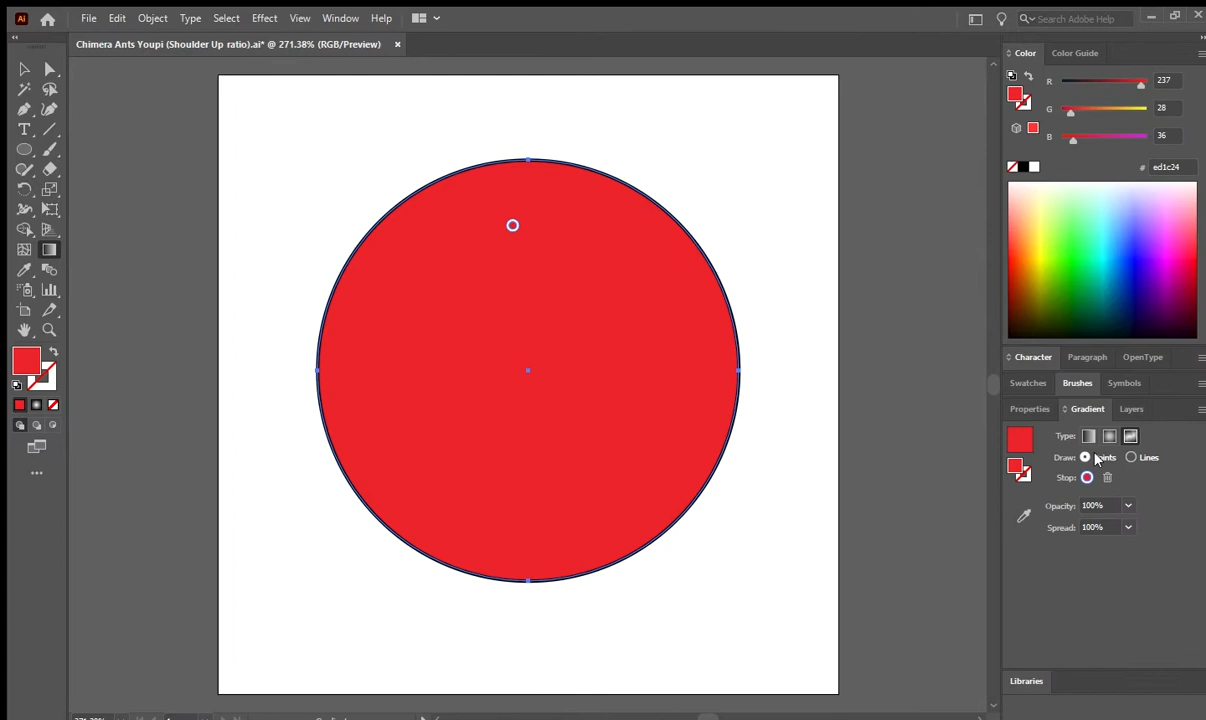 Ai File Edit Object Type Select Effect View Window Help
Search Adobe Help
Chimera Ants Youpi (Shoulder Up ratio).ai* @ 271.38% (RGB/Preview)
Color Color Guide
R 237
G 28
B 36
# ed1c24
Character Paragraph OpenType
Swatches Brushes Symbols
Properties Gradient Layers
Type:
Draw: Lines
Stop:
Opacity: 100%
Spread: 100%
Libraries